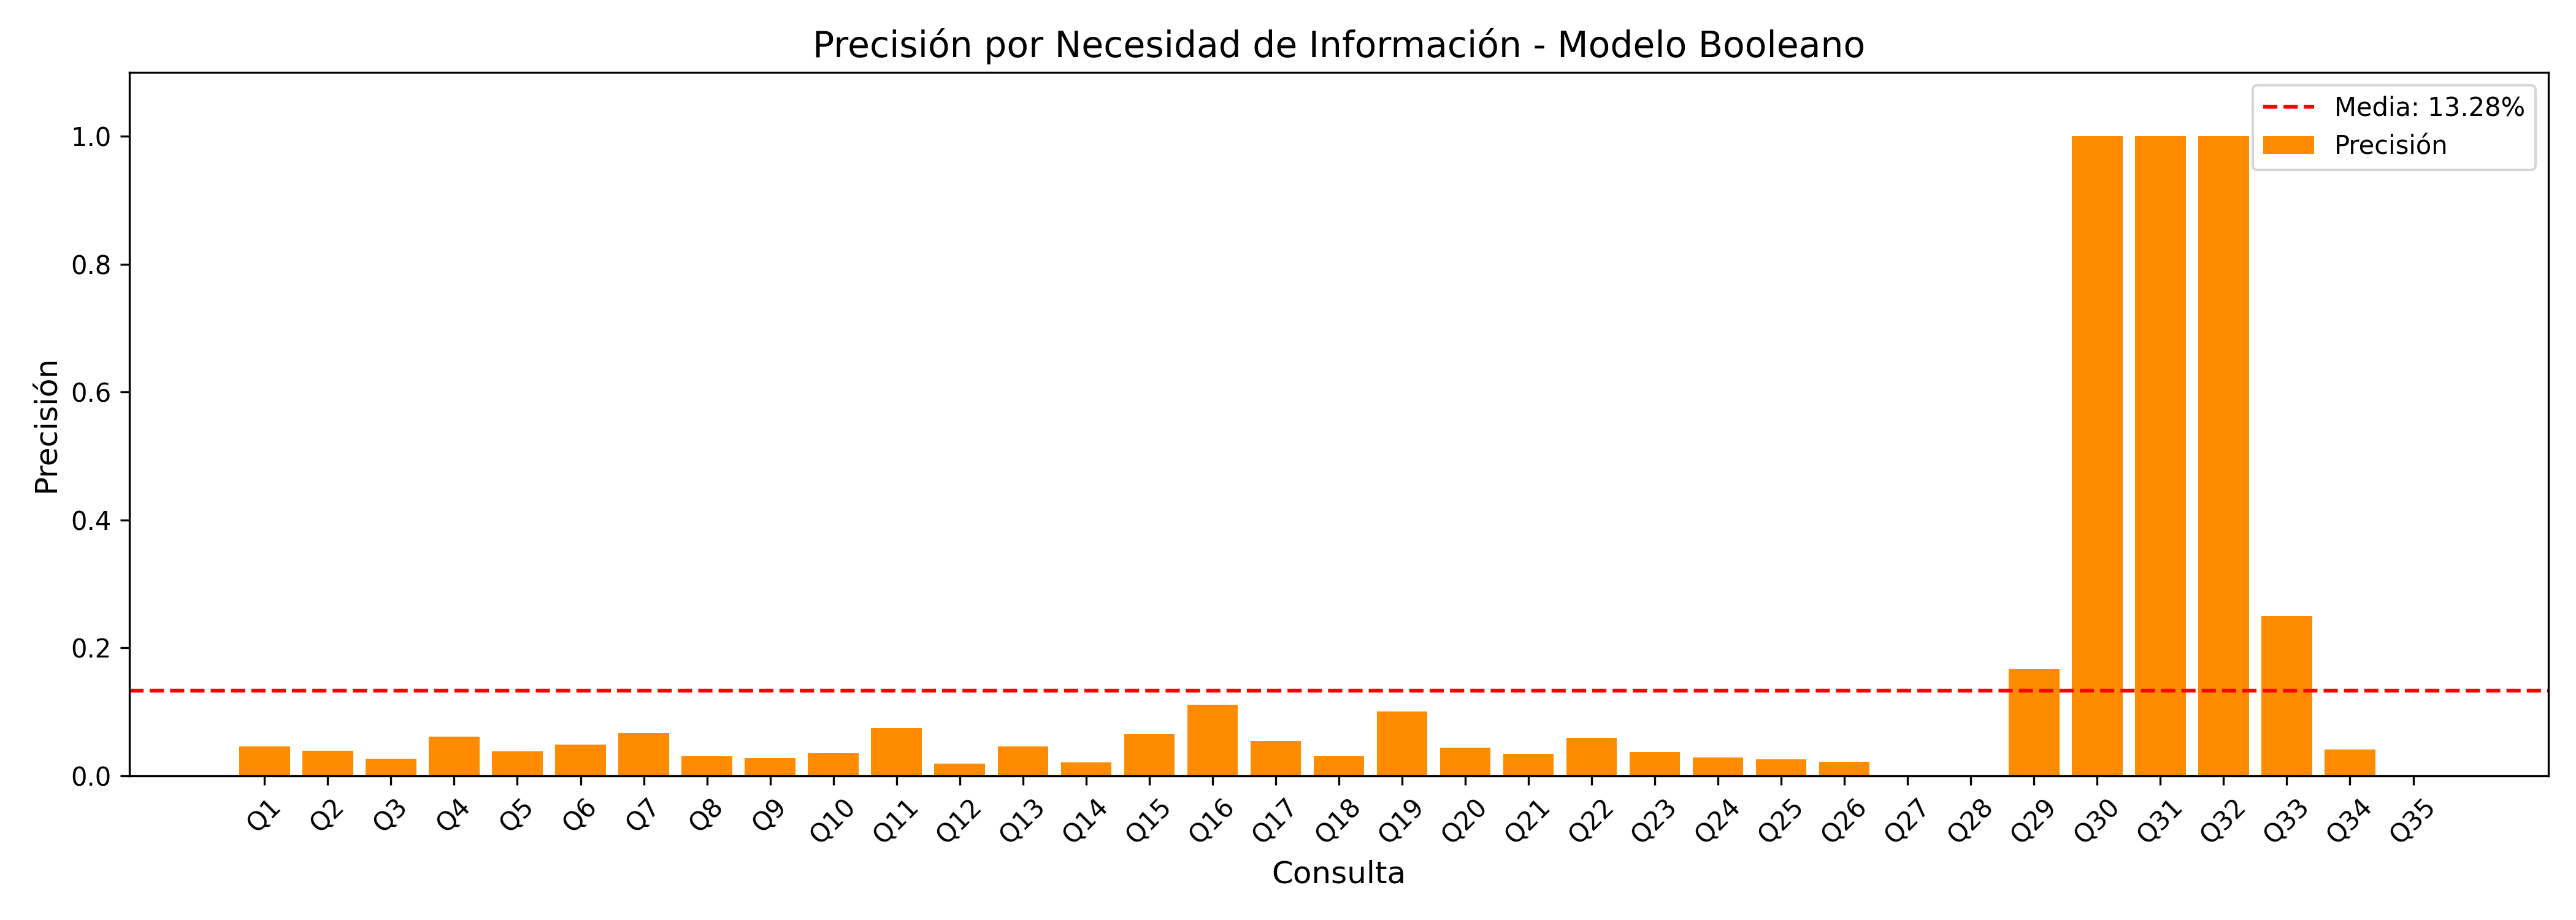 Precisión por Necesidad de Información - Modelo Booleano
Media: 13.28%
Precisión
1.0
0.8
0.6
0.4
0.2
0.0
Precisión
Q1 Q2 Q3 Q4 Q5 Q6 Q7 Q8 Q9 Q10 Q11 Q12 Q13 Q14 Q15 Q16 Q17 Q18 Q19 Q20 Q21 Q22 Q23 Q24 Q25 Q26 Q27 Q28 Q29 Q30 Q31 Q32 Q33 Q34 Q35
Consulta